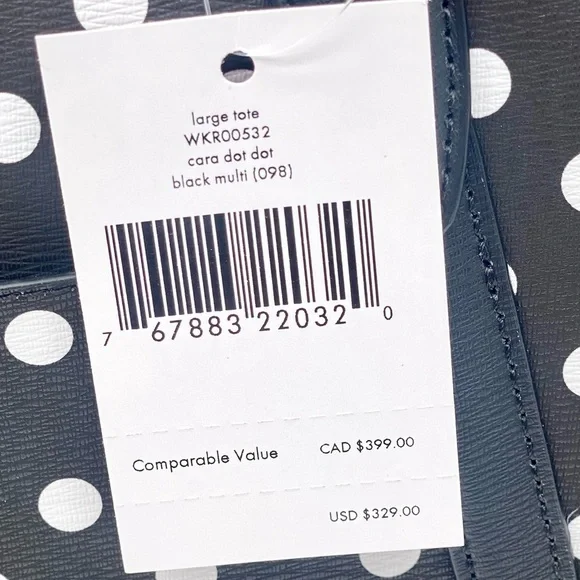 large tote
WKR00532
cara dot dot
black multi (098)
7 67883 22032 0
Comparable Value CAD $399.00
USD $329.00